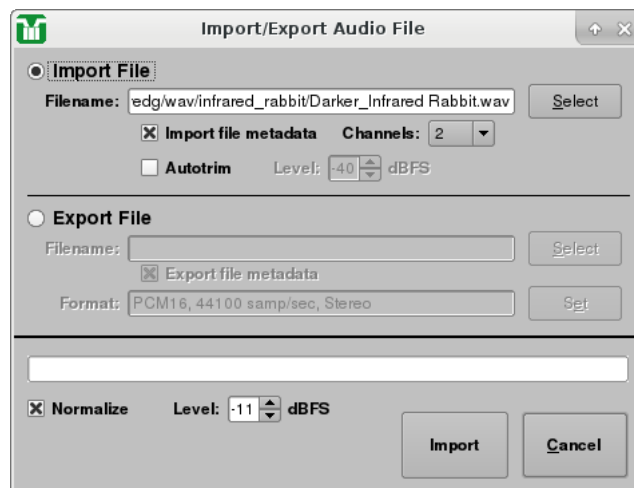 Import/Export Audio File
Import File
Filename: edg/wav/infrared_rabbit/Darker_Infrared Rabbit.wav Select
Import file metadata Channels: 2
Autotrim Level: -40 dBFS
Export File
Filename: Select
Export file metadata
Format: PCM16, 44100 samp/sec, Stereo Set
Normalize Level: -11 dBFS
Import Cancel